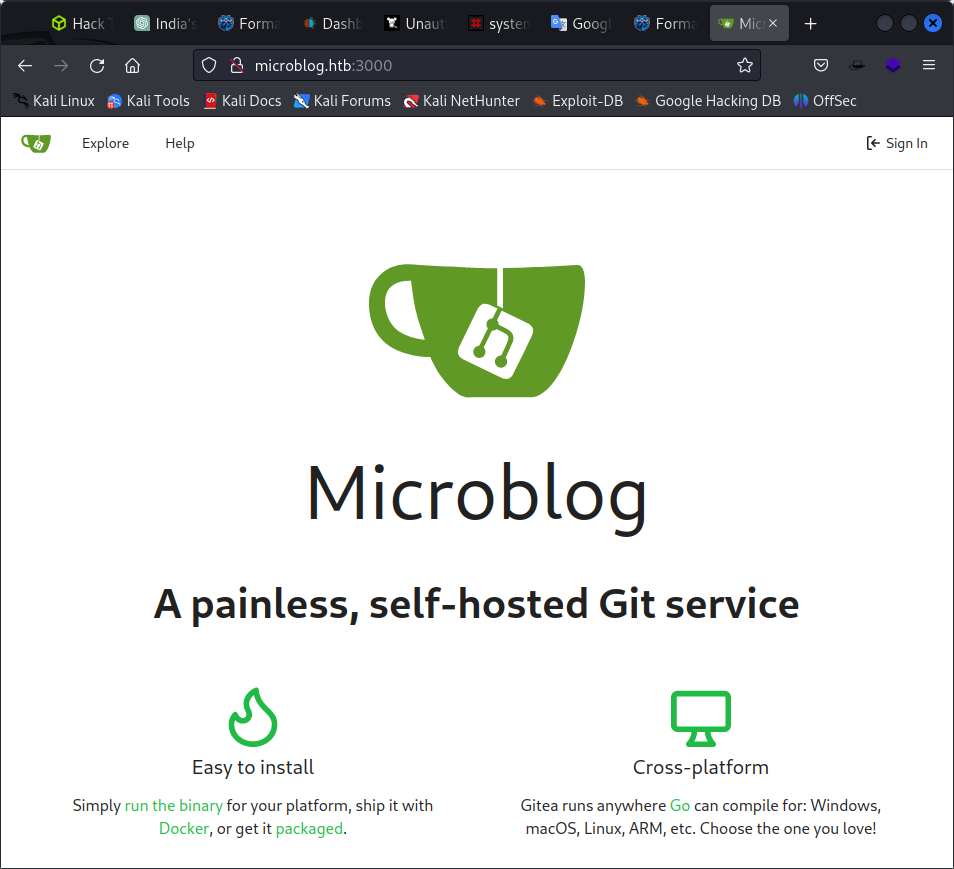 Hack
India's
Forma
Dashb
Unaut
system
Googl
Forma
Mic
microblog.htb:3000
Kali Linux
Kali Tools
Kali Docs
Kali Forums
Kali NetHunter
Exploit-DB
Google Hacking DB
OffSec
Explore
Help
Sign In
Microblog
A painless, self-hosted Git service
Easy to install
Simply run the binary for your platform, ship it with
Docker, or get it packaged.
Cross-platform
Gitea runs anywhere Go can compile for: Windows,
macOS, Linux, ARM, etc. Choose the one you love!